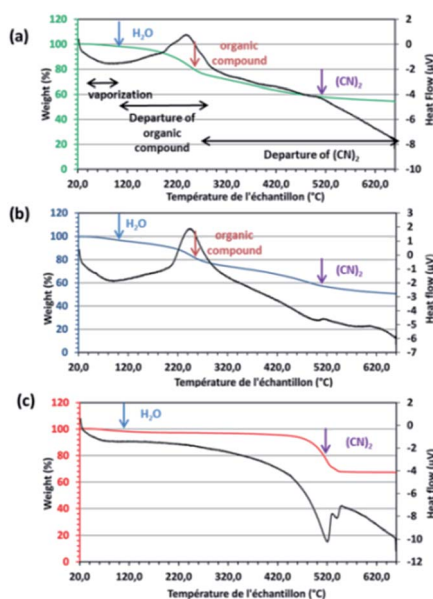 (a)
120
100
80
60
40
20
0
Weight (%)
H₂O
organic
compound
(CN)₂
vaporization
Departure of
organic
compound
Departure of (CN)₂
4
2
0
-2
-4
-6
-8
-10
Heat Flow (µV)
20,0 120,0 220,0 320,0 420,0 520,0 620,0
Température de l'échantillon (°C)
(b)
120
100
80
60
40
20
0
Weight (%)
H₂O
organic
compound
(CN)₂
3
2
1
0
-1
-2
-3
-4
-5
-6
-7
Heat flow (µV)
20,0 120,0 220,0 320,0 420,0 520,0 620,0
Température de l'échantillon (°C)
(c)
120
100
80
60
40
20
0
Weight (%)
H₂O
(CN)₂
2
0
-2
-4
-6
-8
-10
-12
Heat flow (µV)
20,0 120,0 220,0 320,0 420,0 520,0 620,0
Température de l'échantillon (°C)